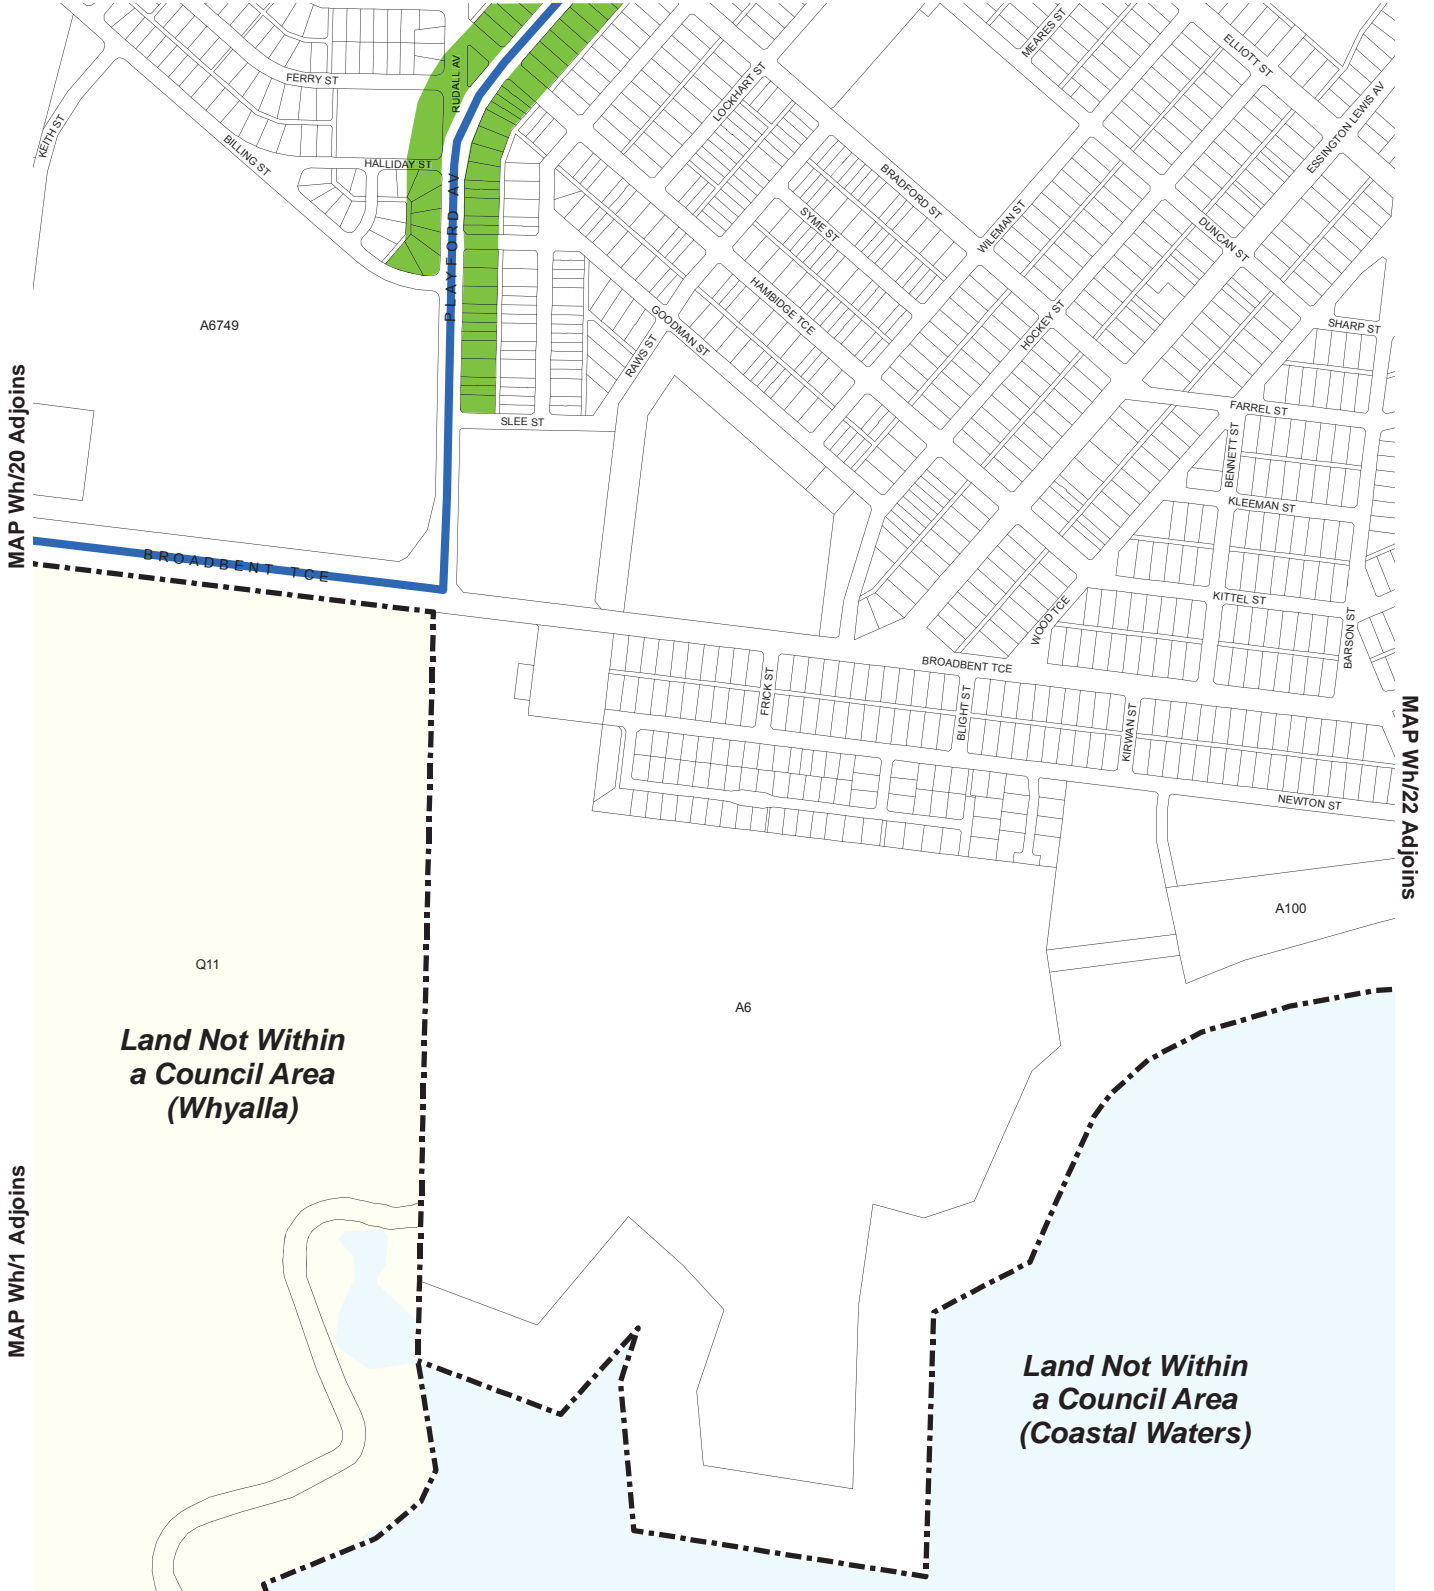 MEARES ST
ELLIOTT ST
FERRY ST
RUDALL AV
LOCKHART ST
ESSINGTON LEWIS AV
KEITH ST
BILLING ST
HALLIDAY ST
BRADFORD ST
PLAYFORD AV
SYME ST
WILEMAN ST
DUNCAN ST
HAMBIDGE TCE
A6749
GOODMAN ST
RAWS ST
HOCKEY ST
SHARP ST
MAP Wh/20 Adjoins
SLEE ST
FARREL ST
BENNETT ST
KLEEMAN ST
BROADBENT TCE
KITTEL ST
WOOD TCE
BARSON ST
BROADBENT TCE
FRICK ST
BLIGHT ST
KIRWAN ST
MAP Wh/22 Adjoins
NEWTON ST
A100
Q11
A6
Land Not Within
a Council Area
(Whyalla)
MAP Wh/1 Adjoins
Land Not Within
a Council Area
(Coastal Waters)